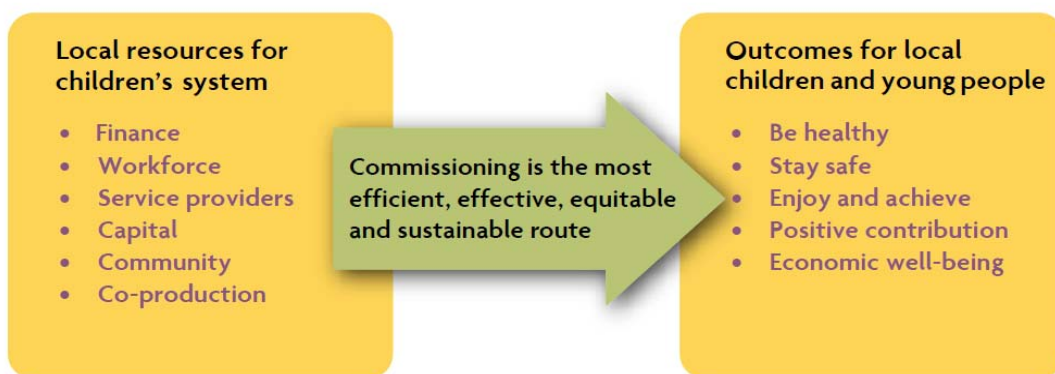 Local resources for
children's system
• Finance
• Workforce
• Service providers
• Capital
• Community
• Co-production
Commissioning is the most
efficient, effective, equitable
and sustainable route
Outcomes for local
children and young people
• Be healthy
• Stay safe
• Enjoy and achieve
• Positive contribution
• Economic well-being